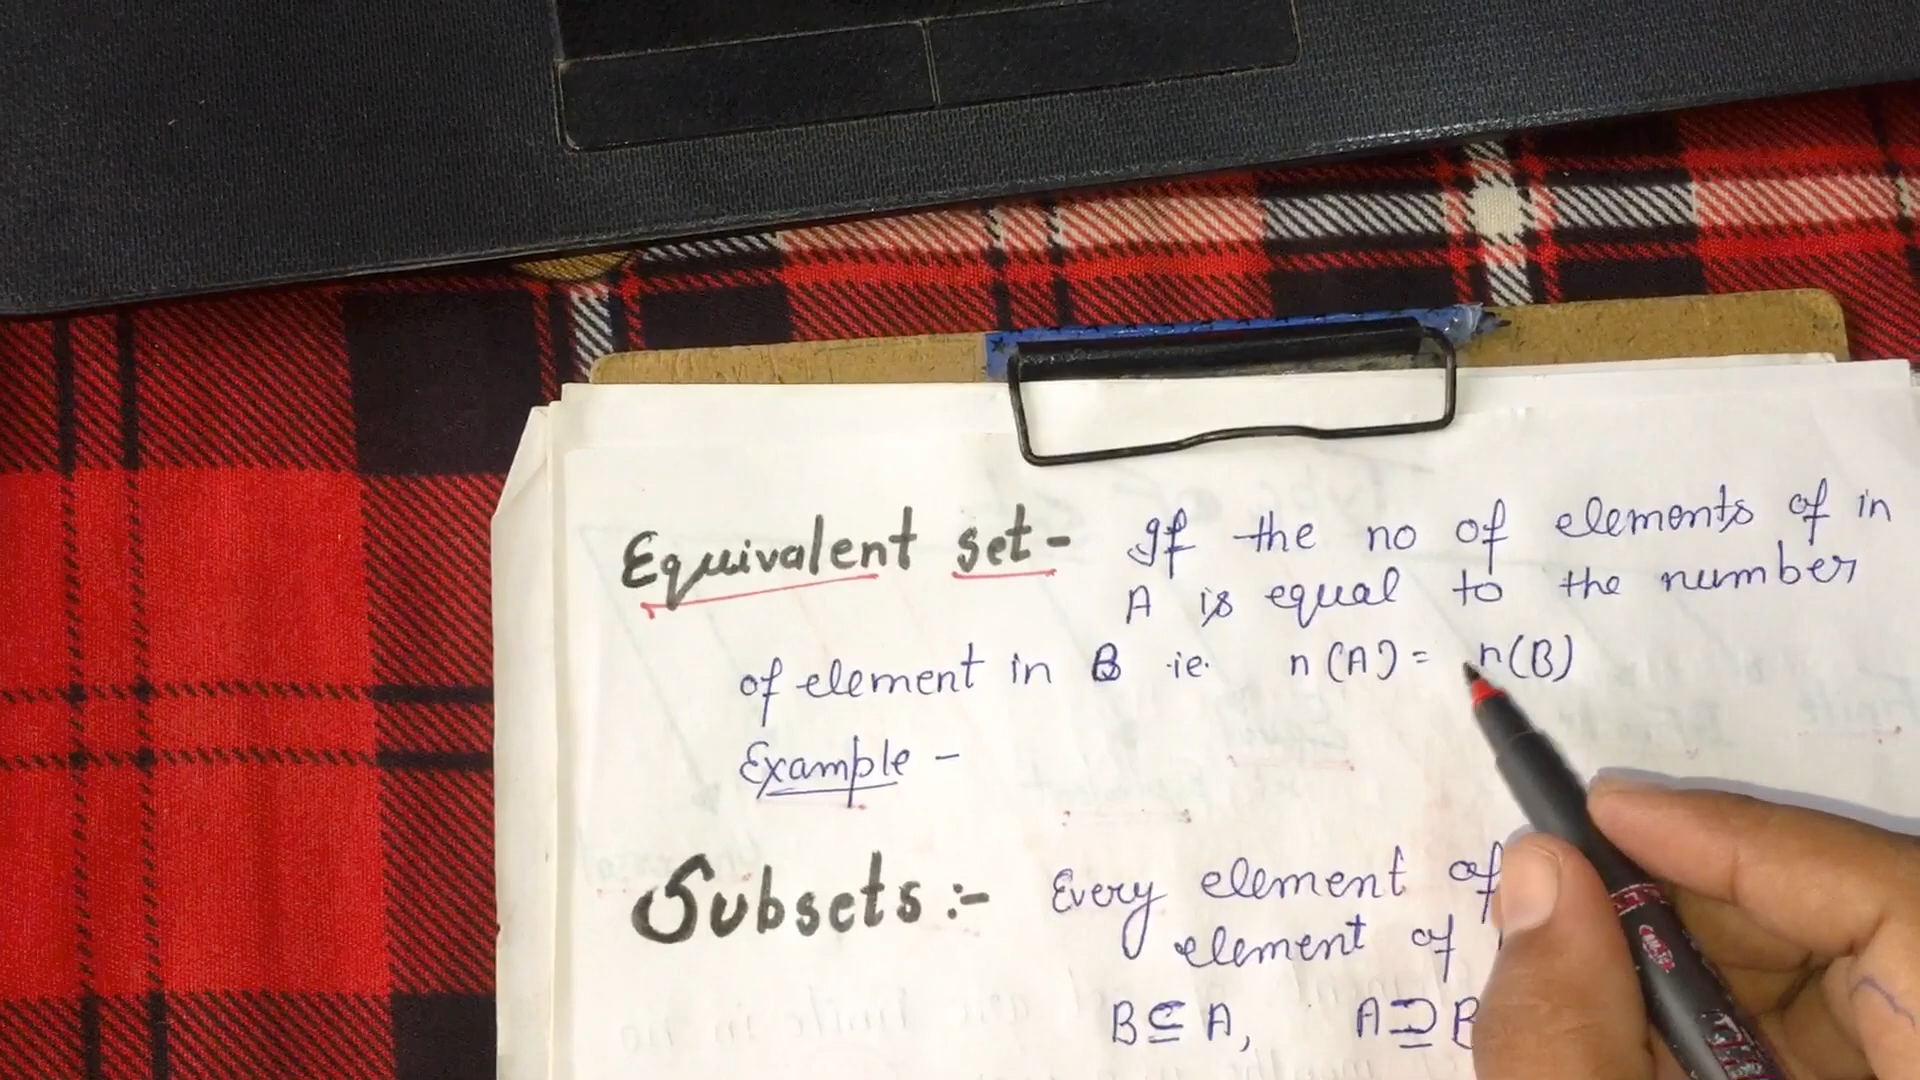 Equivalent set - If the no of elements of in
A is equal to the number
of element in B ie. n(A) = n(B)
Example -
Subsets :- Every element of
element of
B ⊆ A, A ⊇ B